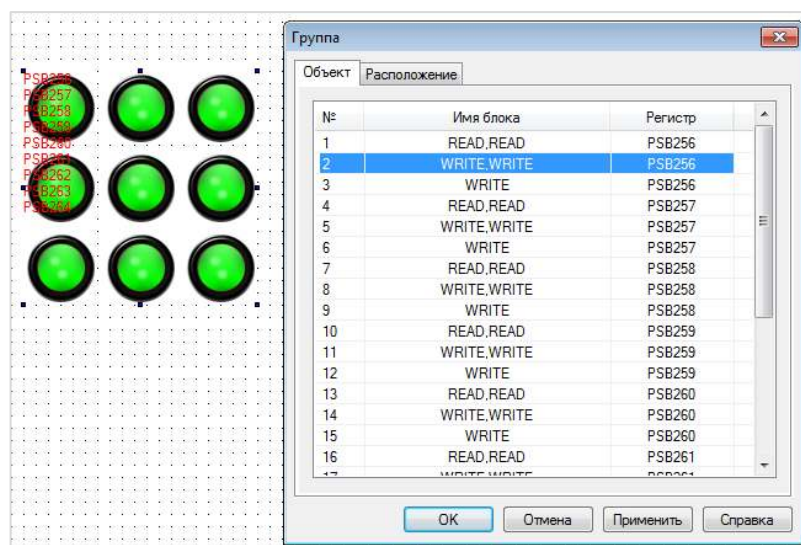 PSB256
PSB257
PSB258
PSB259
PSB260
PSB261
PSB262
PSB263
PSB264
Группа
Объект Расположение
№ Имя блока Регистр
1 READ,READ PSB256
2 WRITE,WRITE PSB256
3 WRITE PSB256
4 READ,READ PSB257
5 WRITE,WRITE PSB257
6 WRITE PSB257
7 READ,READ PSB258
8 WRITE,WRITE PSB258
9 WRITE PSB258
10 READ,READ PSB259
11 WRITE,WRITE PSB259
12 WRITE PSB259
13 READ,READ PSB260
14 WRITE,WRITE PSB260
15 WRITE PSB260
16 READ,READ PSB261
17 WRITE,WRITE PSB261
OK Отмена Применить Справка